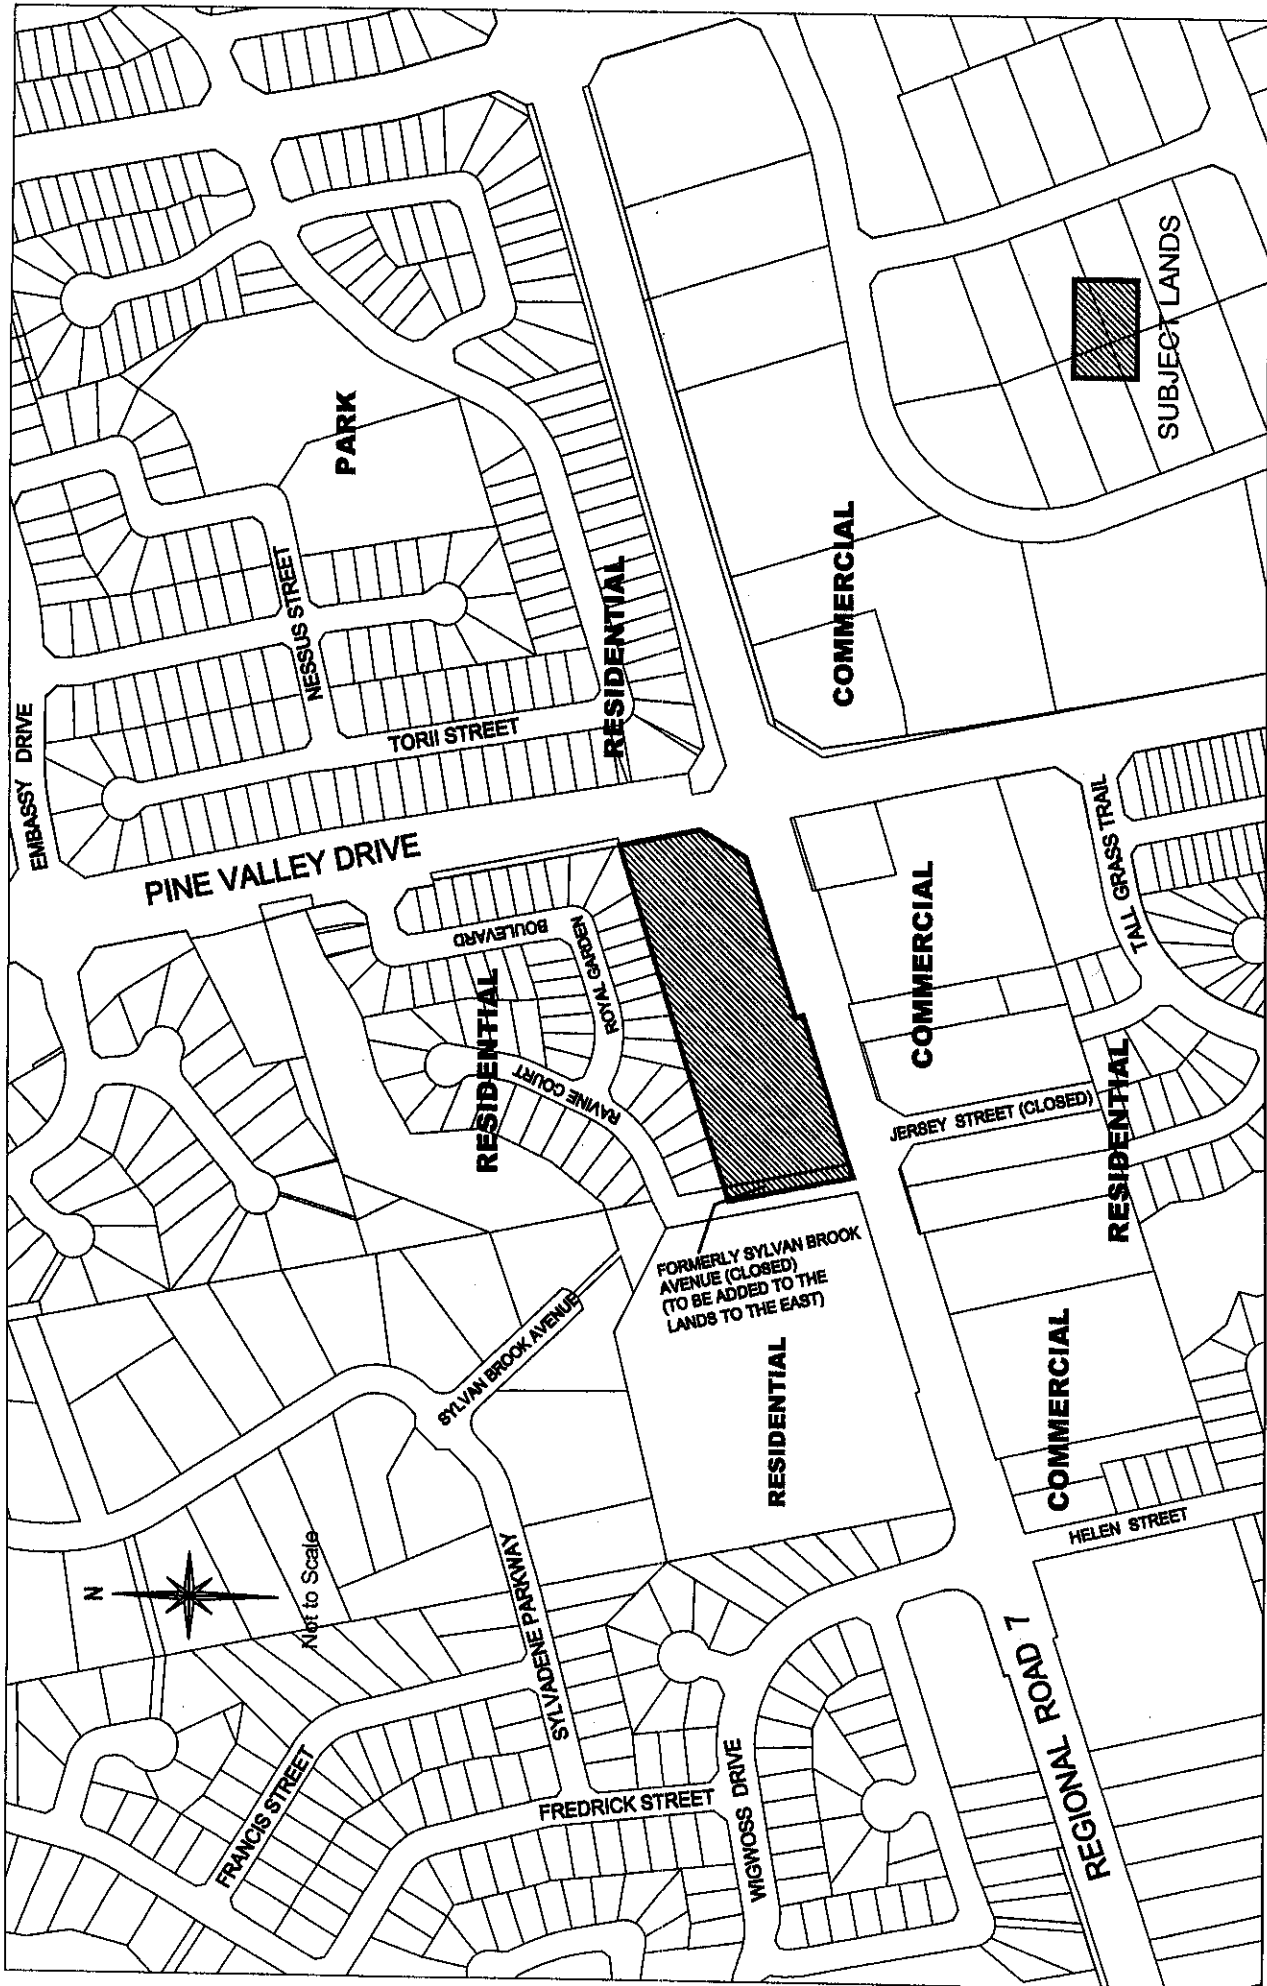 N
Not to Scale
EMBASSY DRIVE
NESSUS STREET
PARK
TORII STREET
RESIDENTIAL
PINE VALLEY DRIVE
ROYAL GARDEN
BOULEVARD
RAVINE COURT
RESIDENTIAL
SYLVAN BROOK AVENUE
FORMERLY SYLVAN BROOK
AVENUE (CLOSED)
(TO BE ADDED TO THE
LANDS TO THE EAST)
RESIDENTIAL
FRANCIS STREET
SYLVADENE PARKWAY
FREDRICK STREET
WIGWOSS DRIVE
REGIONAL ROAD 7
HELEN STREET
COMMERCIAL
JERSEY STREET (CLOSED)
RESIDENTIAL
COMMERCIAL
TALL GRASS TRAIL
COMMERCIAL
SUBJECT LANDS